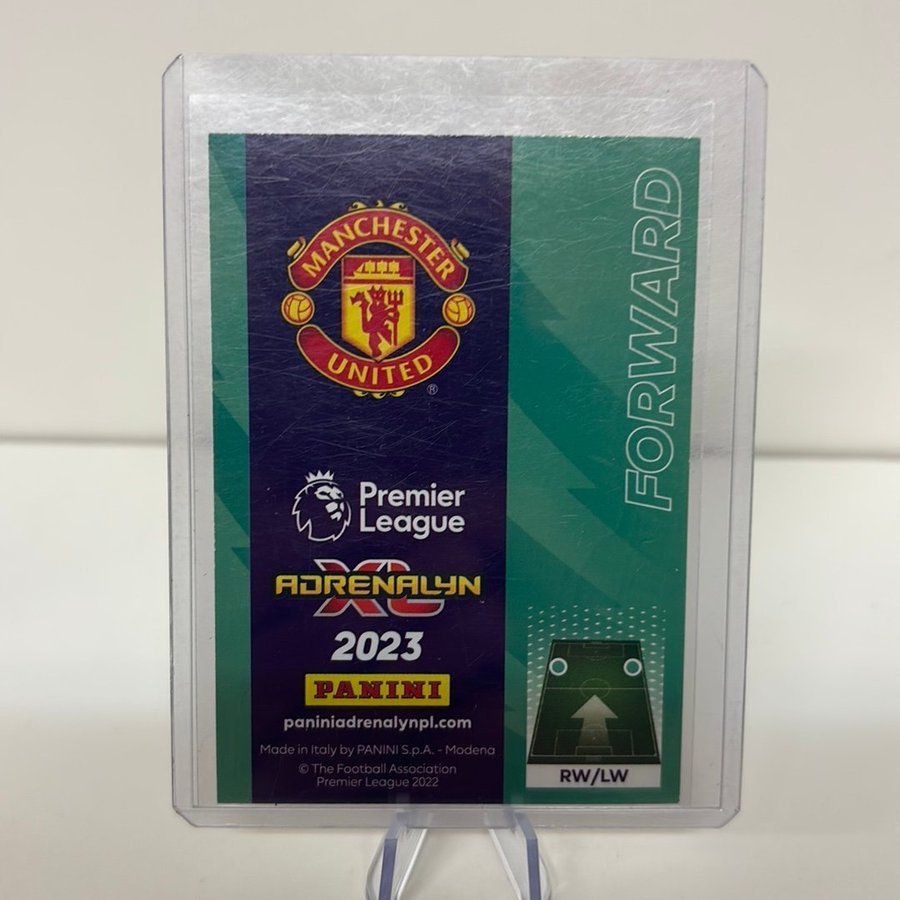 MANCHESTER
UNITED
®
FORWARD
Premier
League
ADRENALYN
XL
2023
PANINI
paniniadrenalynpl.com
Made in Italy by PANINI S.p.A. - Modena
© The Football Association
Premier League 2022
RW/LW